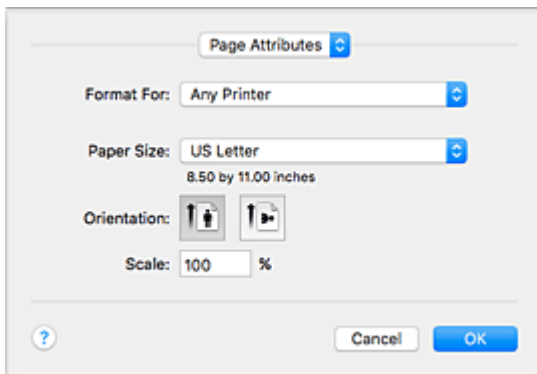 Page Attributes
Format For: Any Printer
Paper Size: US Letter
8.50 by 11.00 inches
Orientation:
Scale: 100 %
? Cancel OK